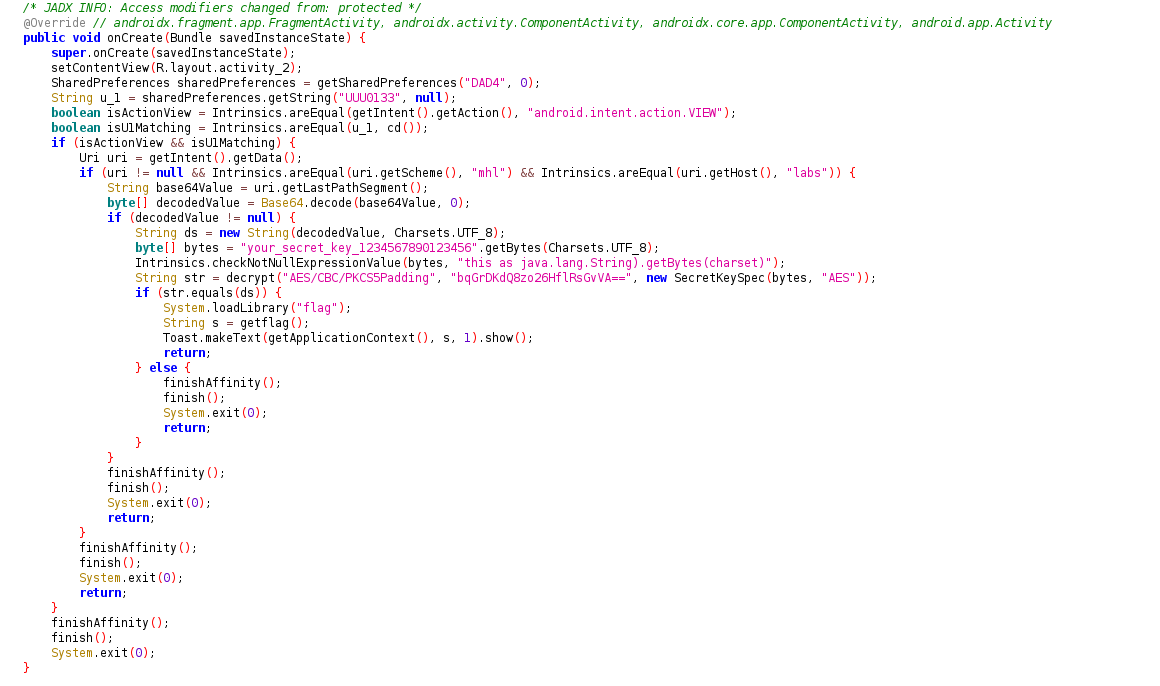 /* JADX INFO: Access modifiers changed from: protected */
@Override // androidx.fragment.app.FragmentActivity, androidx.activity.ComponentActivity, androidx.core.app.ComponentActivity, android.app.Activity
public void onCreate(Bundle savedInstanceState) {
    super.onCreate(savedInstanceState);
    setContentView(R.layout.activity_2);
    SharedPreferences sharedPreferences = getSharedPreferences("DAD4", 0);
    String u_1 = sharedPreferences.getString("UUU0133", null);
    boolean isActionView = Intrinsics.areEqual(getIntent().getAction(), "android.intent.action.VIEW");
    boolean isU1Matching = Intrinsics.areEqual(u_1, cd());
    if (isActionView && isU1Matching) {
        Uri uri = getIntent().getData();
        if (uri != null && Intrinsics.areEqual(uri.getScheme(), "mhl") && Intrinsics.areEqual(uri.getHost(), "labs")) {
            String base64Value = uri.getLastPathSegment();
            byte[] decodedValue = Base64.decode(base64Value, 0);
            if (decodedValue != null) {
                String ds = new String(decodedValue, Charsets.UTF_8);
                byte[] bytes = "your_secret_key_1234567890123456".getBytes(Charsets.UTF_8);
                Intrinsics.checkNotNullExpressionValue(bytes, "this as java.lang.String).getBytes(charset)");
                String str = decrypt("AES/CBC/PKCS5Padding", "bqGrDKdQ8zo26HflRsGvVA==", new SecretKeySpec(bytes, "AES"));
                if (str.equals(ds)) {
                    System.loadLibrary("flag");
                    String s = getflag();
                    Toast.makeText(getApplicationContext(), s, 1).show();
                    return;
                } else {
                    finishAffinity();
                    finish();
                    System.exit(0);
                    return;
                }
            }
            finishAffinity();
            finish();
            System.exit(0);
            return;
        }
        finishAffinity();
        finish();
        System.exit(0);
        return;
    }
    finishAffinity();
    finish();
    System.exit(0);
}